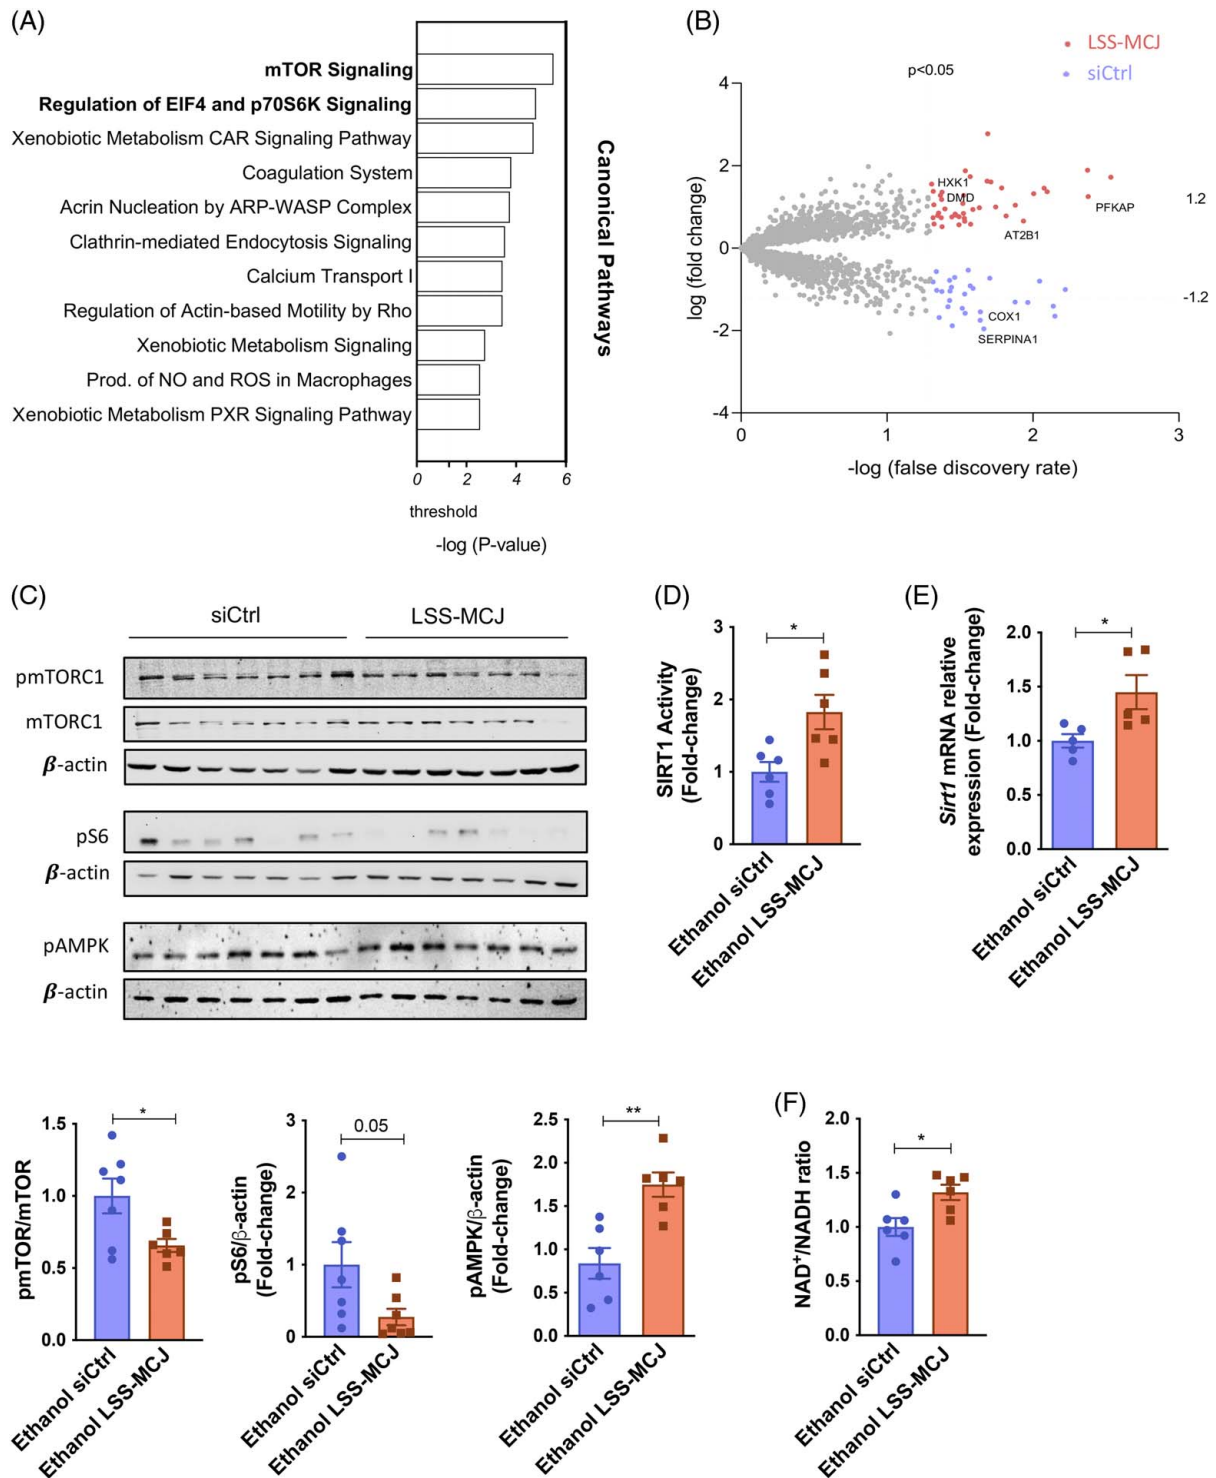 (A)
mTOR Signaling
Regulation of EIF4 and p70S6K Signaling
Xenobiotic Metabolism CAR Signaling Pathway
Coagulation System
Acrin Nucleation by ARP-WASP Complex
Clathrin-mediated Endocytosis Signaling
Calcium Transport I
Regulation of Actin-based Motility by Rho
Xenobiotic Metabolism Signaling
Prod. of NO and ROS in Macrophages
Xenobiotic Metabolism PXR Signaling Pathway
Canonical Pathways
0 2 4 6
threshold
-log (P-value)
(B)
LSS-MCJ
siCtrl
p<0.05
log (fold change)
4
2
0
-2
-4
HXK1
DMD
PFKAP
AT2B1
COX1
SERPINA1
1.2
-1.2
0 1 2 3
-log (false discovery rate)
(C)
siCtrl LSS-MCJ
pmTORC1
mTORC1
β-actin
pS6
β-actin
pAMPK
β-actin
(D)
SIRT1 Activity
(Fold-change)
3
2
1
0
*
Ethanol siCtrl
Ethanol LSS-MCJ
(E)
Sirt1 mRNA relative
expression (Fold-change)
2.0
1.5
1.0
0.5
0.0
*
Ethanol siCtrl
Ethanol LSS-MCJ
pmTOR/mTOR
1.5
1.0
0.5
0.0
*
Ethanol siCtrl
Ethanol LSS-MCJ
pS6/β-actin
(Fold-change)
3
2
1
0
0.05
Ethanol siCtrl
Ethanol LSS-MCJ
pAMPK/β-actin
(Fold-change)
2.5
2.0
1.5
1.0
0.5
0.0
**
Ethanol siCtrl
Ethanol LSS-MCJ
(F)
NAD+/NADH ratio
2.0
1.5
1.0
0.5
0.0
*
Ethanol siCtrl
Ethanol LSS-MCJ